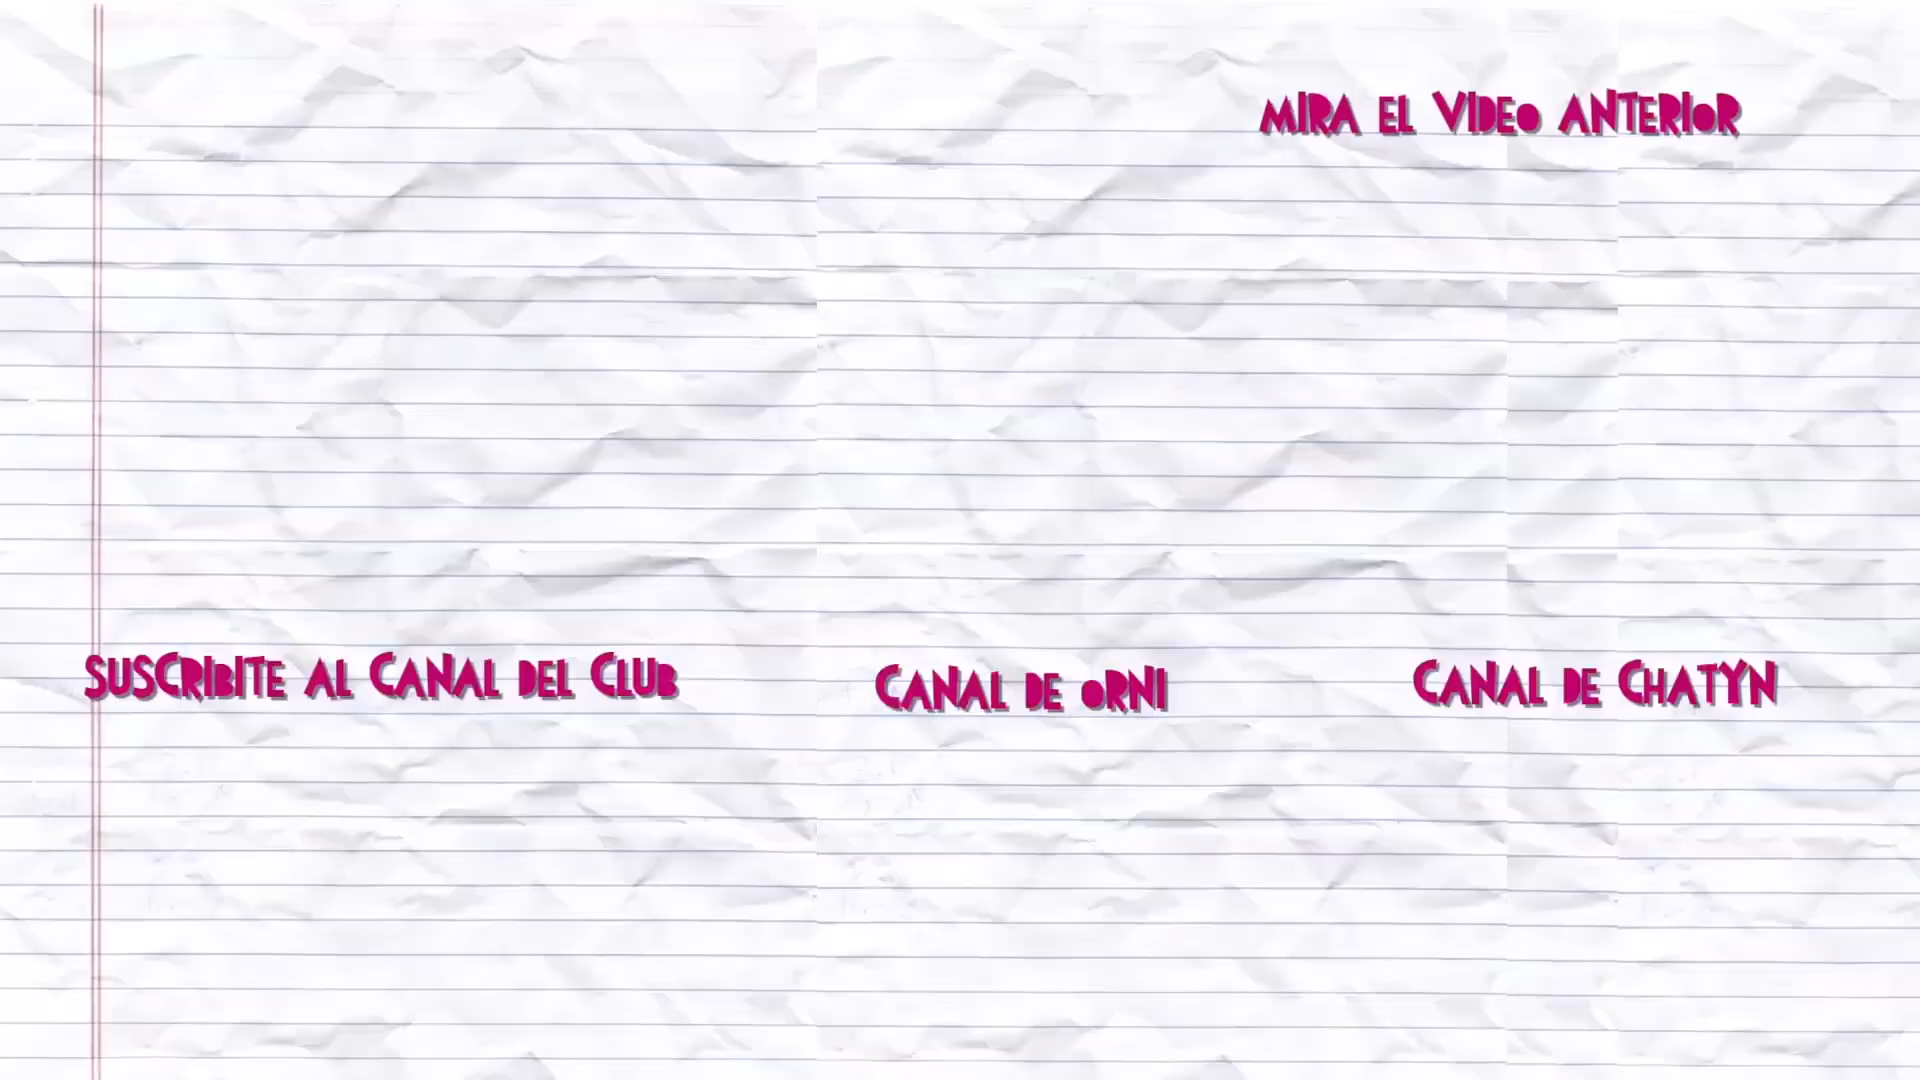 MIRA EL VIDEO ANTERIOR
SUSCRIBITE AL CANAL DEL CLUB
CANAL DE ORNI
CANAL DE CHATYN